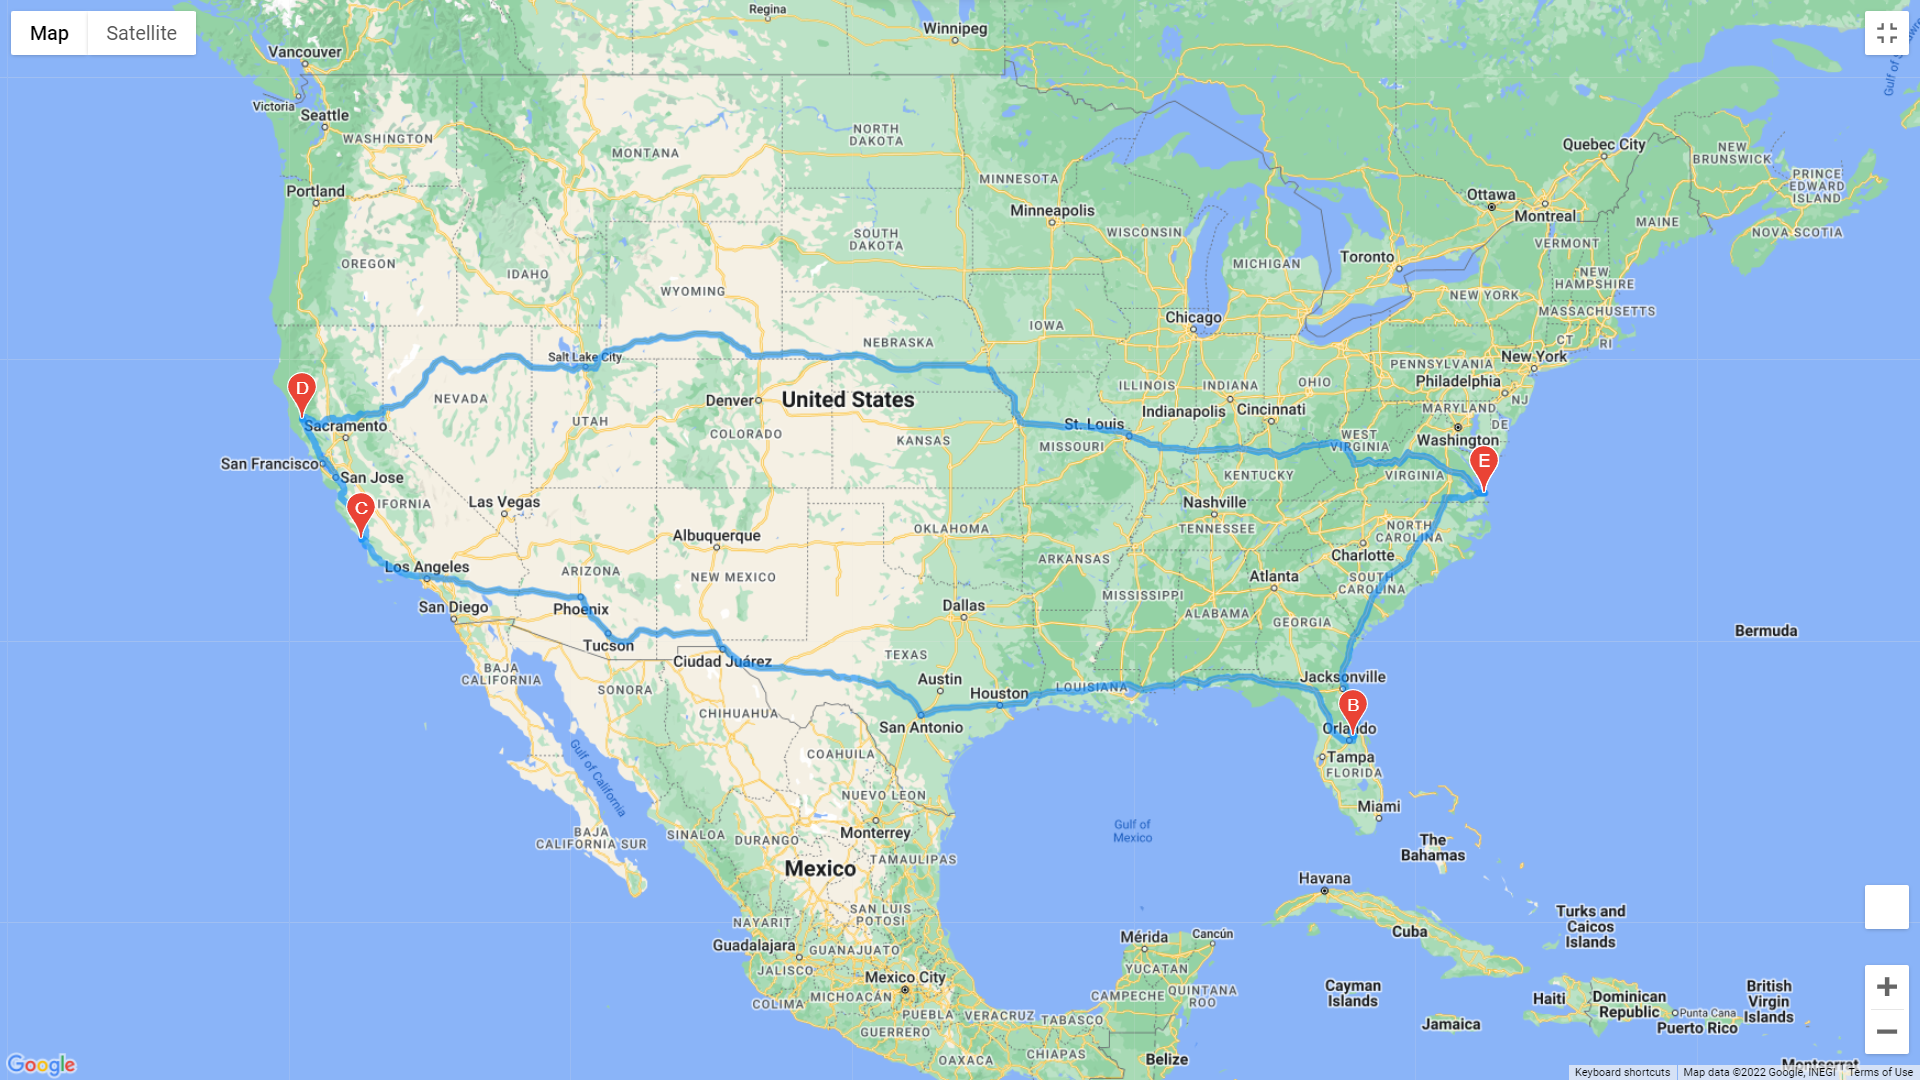 Map
Satellite
Regina
Winnipeg
Vancouver
Victoria
Seattle
WASHINGTON
MONTANA
NORTH
DAKOTA
Quebec City
NEW
BRUNSWICK
PRINCE
EDWARD
ISLAND
Portland
MINNESOTA
Ottawa
Montreal
Minneapolis
MAINE
NOVA SCOTIA
SOUTH
DAKOTA
WISCONSIN
VERMONT
OREGON
IDAHO
MICHIGAN
Toronto
NEW
HAMPSHIRE
WYOMING
NEW YORK
MASSACHUSETTS
Chicago
IOWA
NEBRASKA
CT
RI
Salt Lake City
New York
PENNSYLVANIA
Philadelphia
NJ
D
NEVADA
Denver
United States
ILLINOIS
INDIANA
OHIO
Indianapolis
Cincinnati
MARYLAND
DE
Sacramento
UTAH
COLORADO
KANSAS
St. Louis
MISSOURI
WEST
VIRGINIA
Washington
San Francisco
San Jose
KENTUCKY
VIRGINIA
E
IFORNIA
C
Las Vegas
Nashville
TENNESSEE
OKLAHOMA
NORTH
CAROLINA
Albuquerque
ARKANSAS
Charlotte
Los Angeles
ARIZONA
NEW MEXICO
Atlanta
SOUTH
CAROLINA
MISSISSIPPI
San Diego
Phoenix
Dallas
ALABAMA
GEORGIA
Bermuda
Tucson
Ciudad Juárez
TEXAS
BAJA
CALIFORNIA
SONORA
Austin
Houston
LOUISIANA
Jacksonville
B
CHIHUAHUA
San Antonio
Orlando
Tampa
FLORIDA
COAHUILA
Gulf of California
NUEVO LEON
Miami
Monterrey
Gulf of
Mexico
The
Bahamas
BAJA
CALIFORNIA SUR
SINALOA
DURANGO
Mexico
TAMAULIPAS
Havana
NAYARIT
SAN LUIS
POTOSI
Turks and
Caicos
Islands
Cuba
Guadalajara
GUANAJUATO
Mérida
Cancún
JALISCO
Mexico City
YUCATAN
COLIMA
MICHOACÁN
CAMPECHE
QUINTANA
ROO
Cayman
Islands
Haiti
Dominican
Republic
Punta Cana
Puerto Rico
British
Virgin
Islands
PUEBLA
VERACRUZ
TABASCO
GUERRERO
Jamaica
OAXACA
CHIAPAS
Belize
Google
Keyboard shortcuts
Map data ©2022 Google, INEGI
Terms of Use